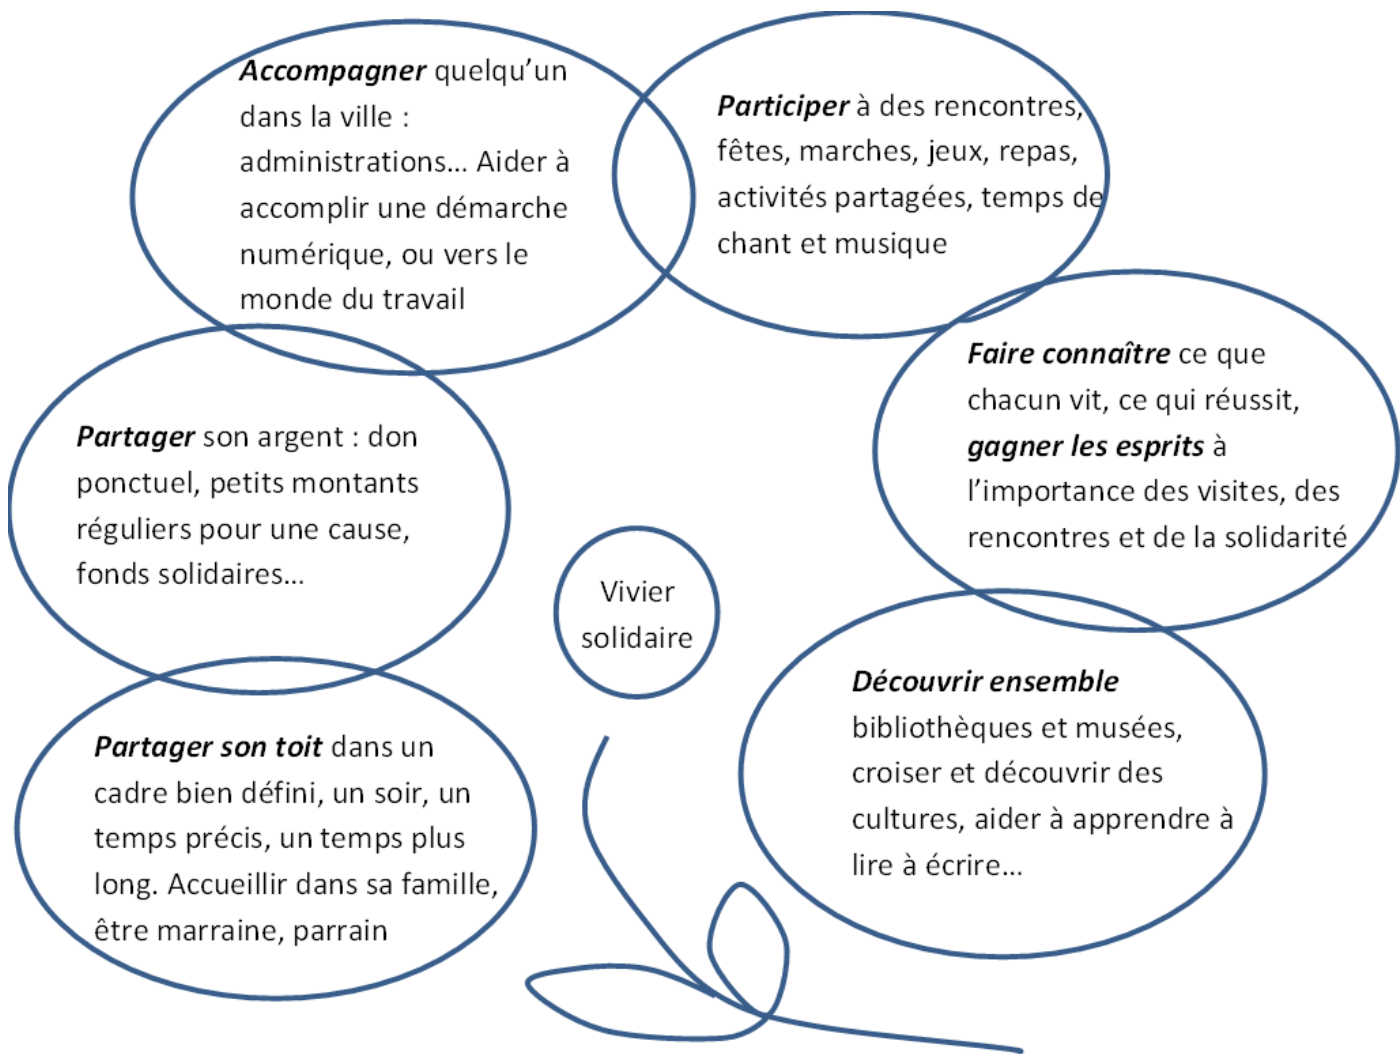 Accompagner quelqu’un
dans la ville :
administrations... Aider à
accomplir une démarche
numérique, ou vers le
monde du travail
Participer à des rencontres,
fêtes, marches, jeux, repas,
activités partagées, temps de
chant et musique
Faire connaître ce que
chacun vit, ce qui réussit,
gagner les esprits à
l’importance des visites, des
rencontres et de la solidarité
Partager son argent : don
ponctuel, petits montants
réguliers pour une cause,
fonds solidaires...
Vivier
solidaire
Découvrir ensemble
bibliothèques et musées,
croiser et découvrir des
cultures, aider à apprendre à
lire à écrire...
Partager son toit dans un
cadre bien défini, un soir, un
temps précis, un temps plus
long. Accueillir dans sa famille,
être marraine, parrain